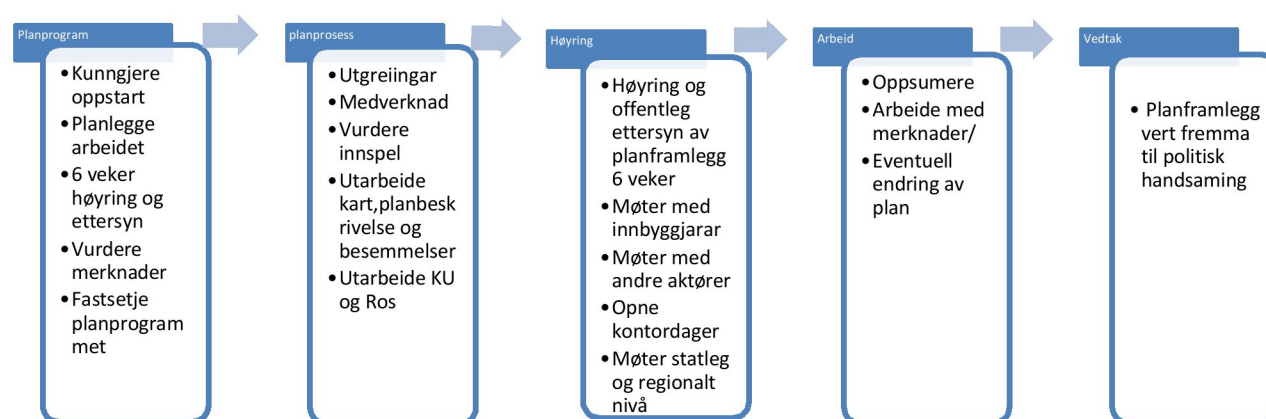 Planprogram
•Kunngjere
oppstart
•Planlegge
arbeidet
•6 veker
høyring og
ettersyn
•Vurdere
merknader
•Fastsetje
planprogram
met
planprosess
•Utgreiingar
•Medverknad
•Vurdere
innspel
•Utarbeide
kart,planbesk
rivelse og
besemmelser
•Utarbeide KU
og Ros
Høyring
•Høyring og
offentleg
ettersyn av
planframlegg
6 veker
•Møter med
innbyggjarar
•Møter med
andre aktører
•Opne
kontordager
•Møter statleg
og regionalt
nivå
Arbeid
•Oppsumere
•Arbeide med
merknader/
•Eventuell
endring av
plan
Vedtak
• Planframlegg
vert fremma
til politisk
handsaming